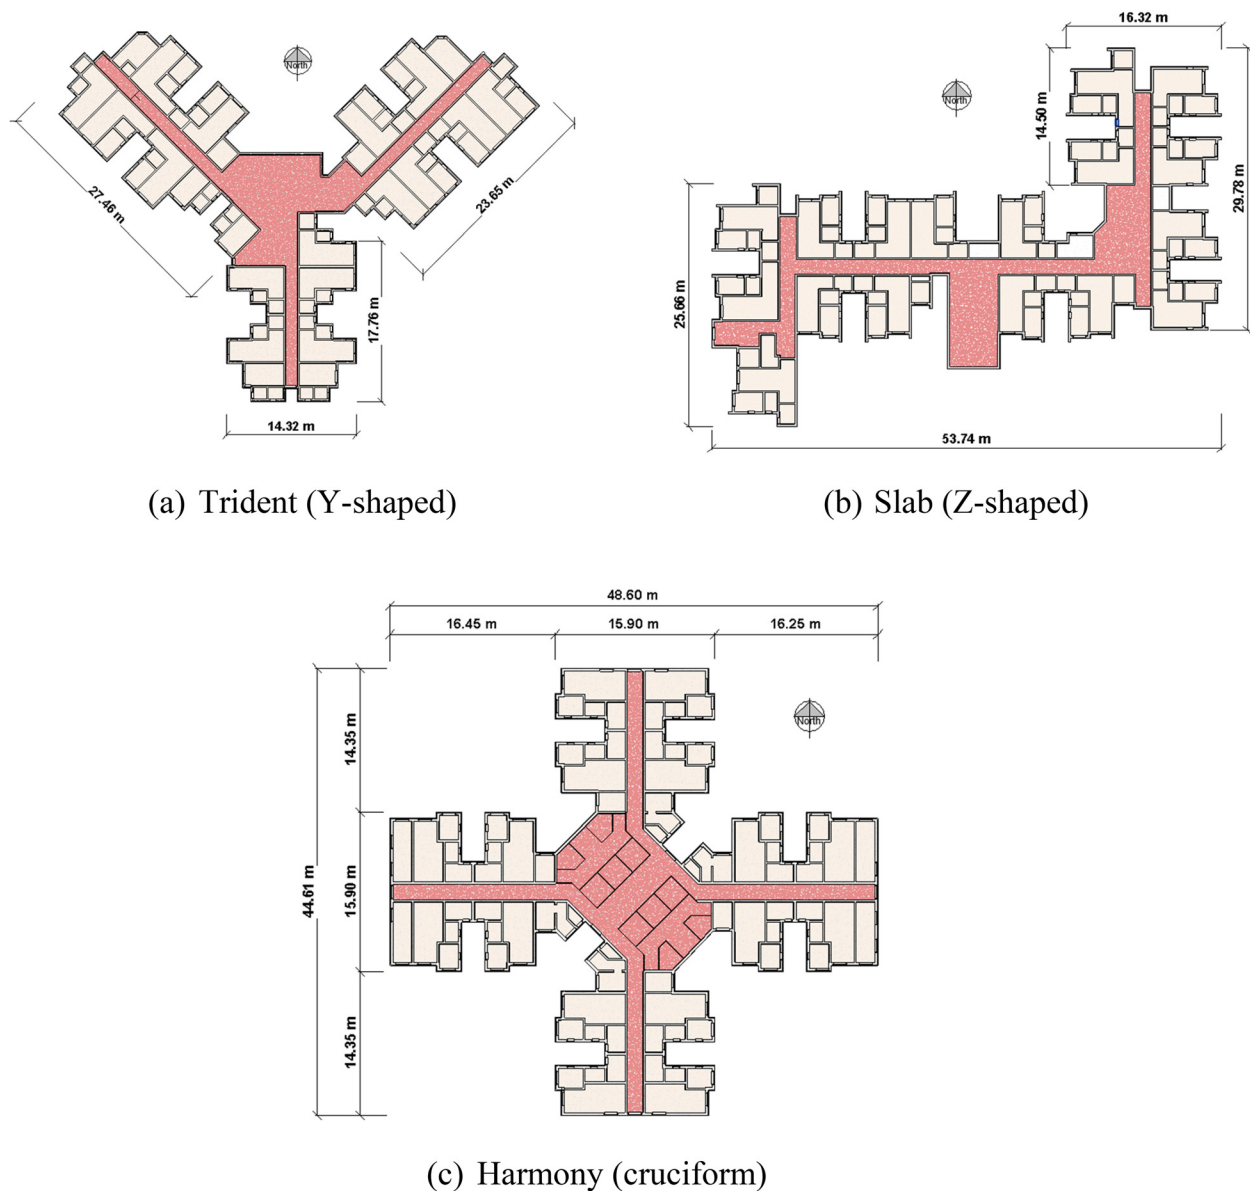 North
27.46 m
23.65 m
17.76 m
14.32 m
(a) Trident (Y-shaped)
16.32 m
14.50 m
North
29.78 m
25.66 m
53.74 m
(b) Slab (Z-shaped)
48.60 m
16.45 m
15.90 m
16.25 m
North
14.35 m
44.61 m
15.90 m
14.35 m
(c) Harmony (cruciform)